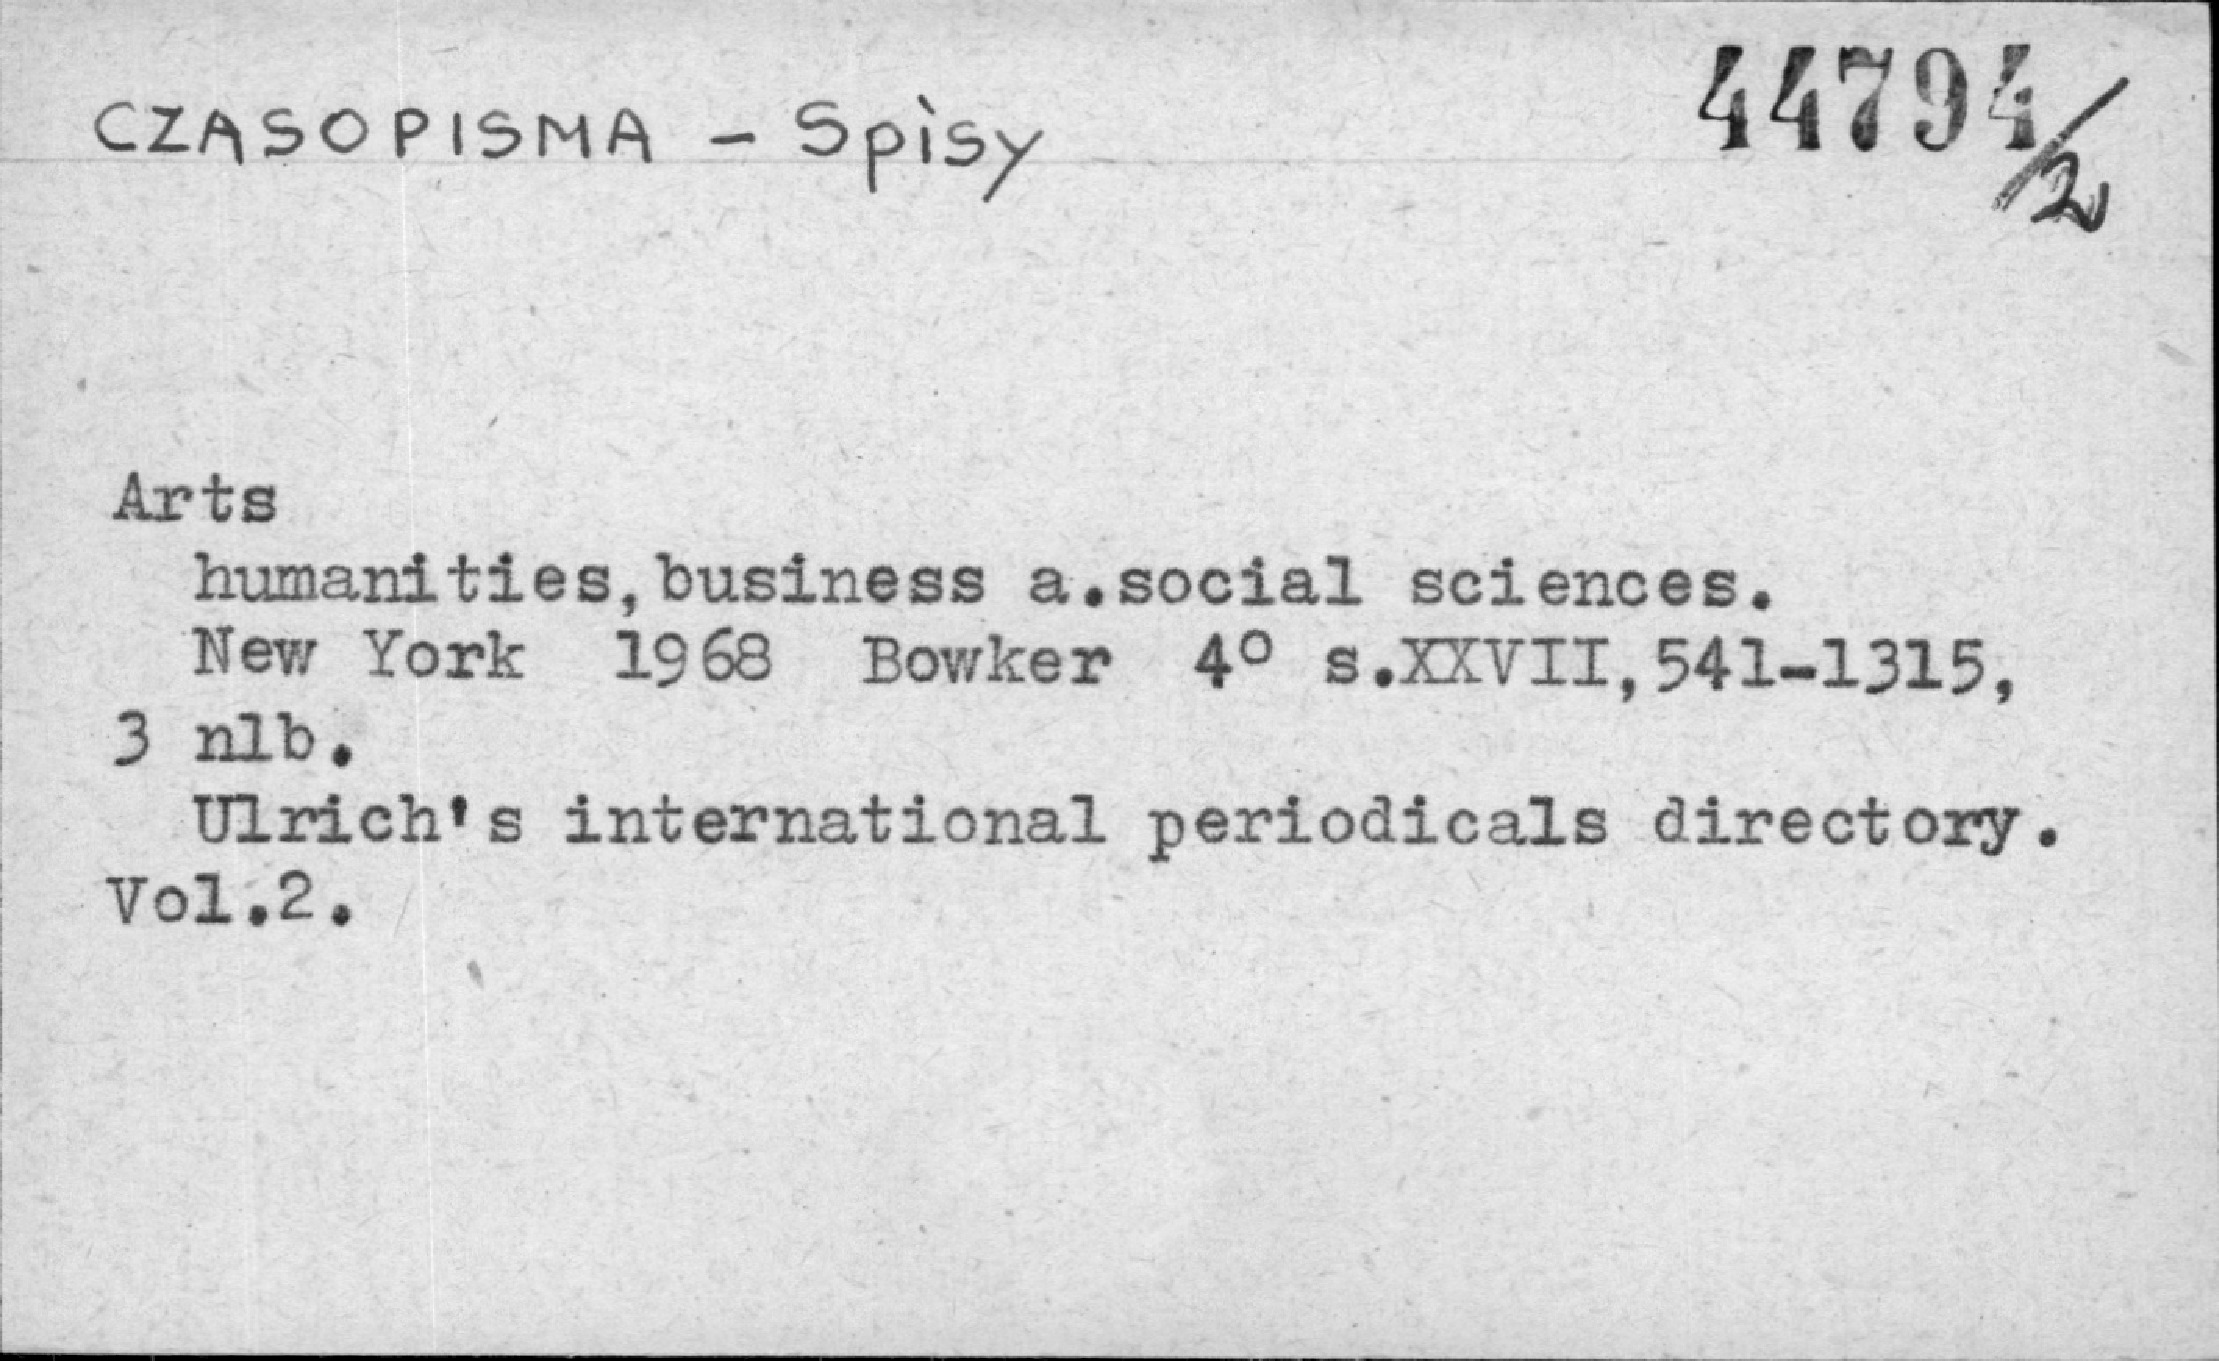 CZASOPISMA - Spisy
44794/2
Arts
humanities,business a.social sciences.
New York 1968 Bowker 4° s.XXVII,541-1315,
3 nlb.
Ulrich's international periodicals directory.
Vol.2.